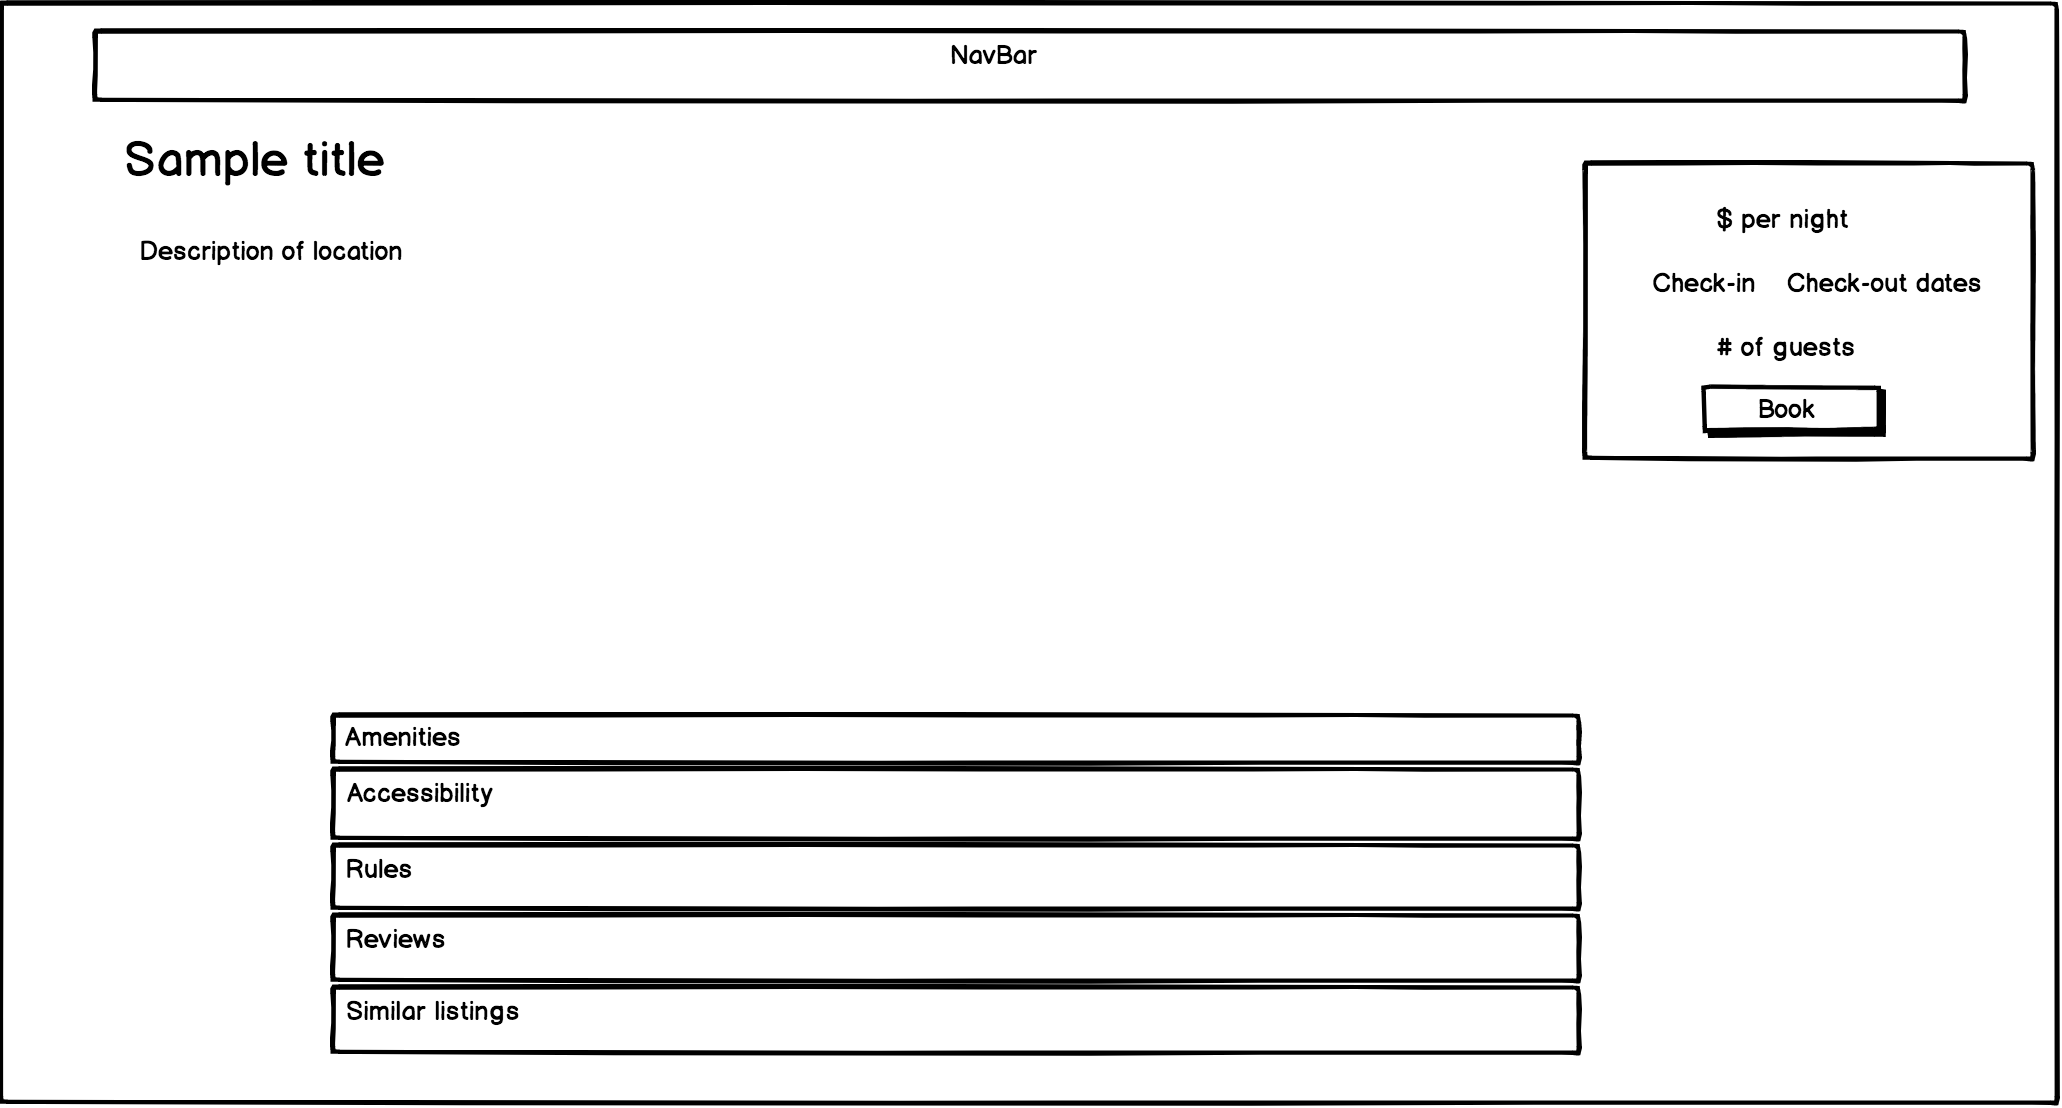 NavBar
Sample title
Description of location
$ per night
Check-in Check-out dates
# of guests
Book
Amenities
Accessibility
Rules
Reviews
Similar listings